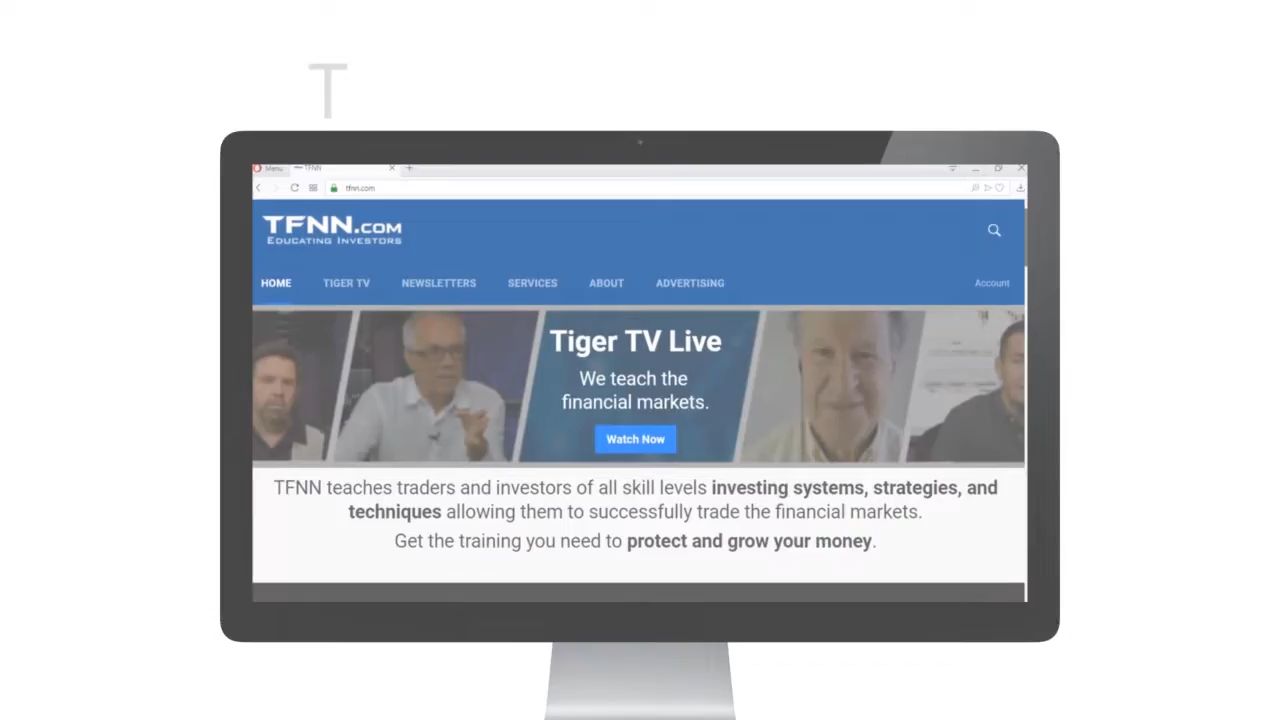 T
Menu
TFNN
tfnn.com
TFNN.COM
EDUCATING INVESTORS
HOME TIGER TV NEWSLETTERS SERVICES ABOUT ADVERTISING Account
Tiger TV Live
We teach the
financial markets.
Watch Now
TFNN teaches traders and investors of all skill levels investing systems, strategies, and
techniques allowing them to successfully trade the financial markets.
Get the training you need to protect and grow your money.